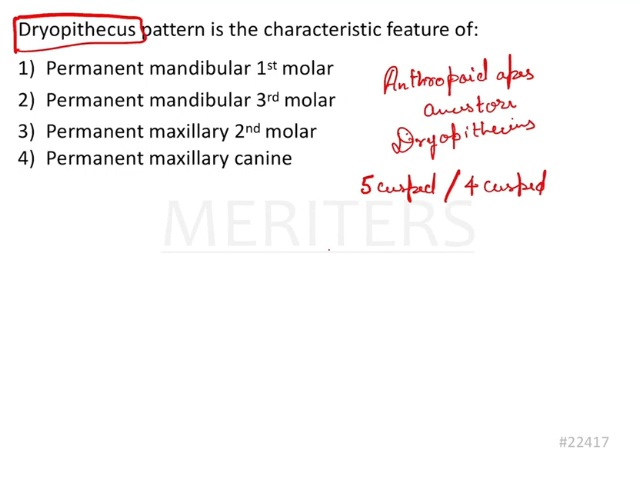 Dryopithecus pattern is the characteristic feature of:
1) Permanent mandibular 1st molar
2) Permanent mandibular 3rd molar
3) Permanent maxillary 2nd molar
4) Permanent maxillary canine
Anthropoid apes
ancestor
Dryopithecins
5 cusped / 4 cusped
MERITERS
#22417